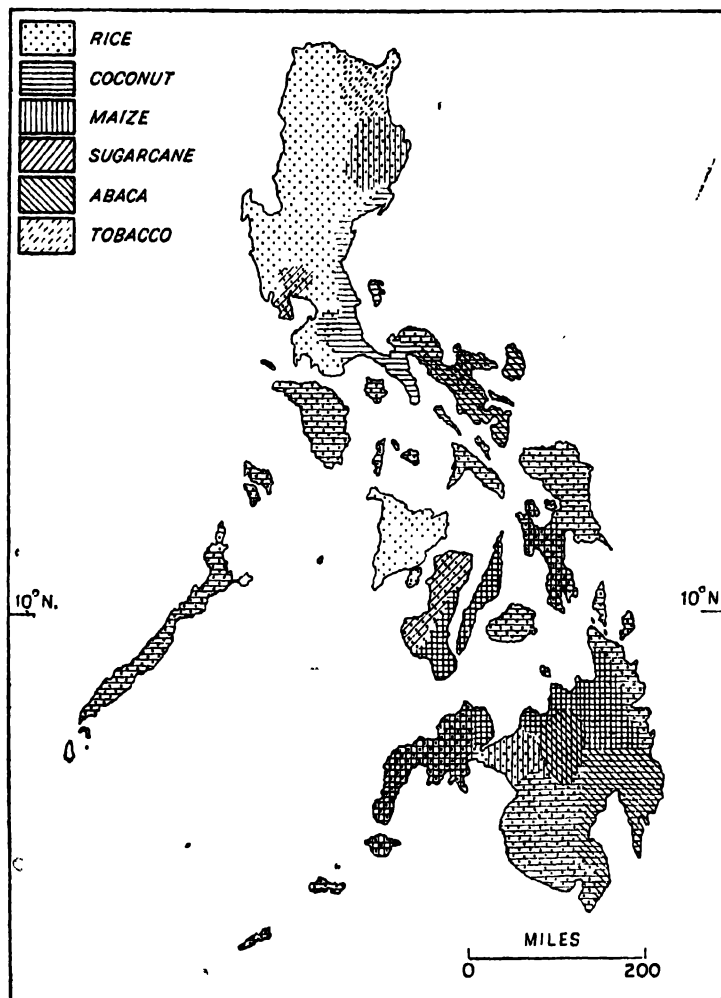 RICE
COCONUT
MAIZE
SUGARCANE
ABACA
TOBACCO
10°N.
10°N.
MILES
0 200